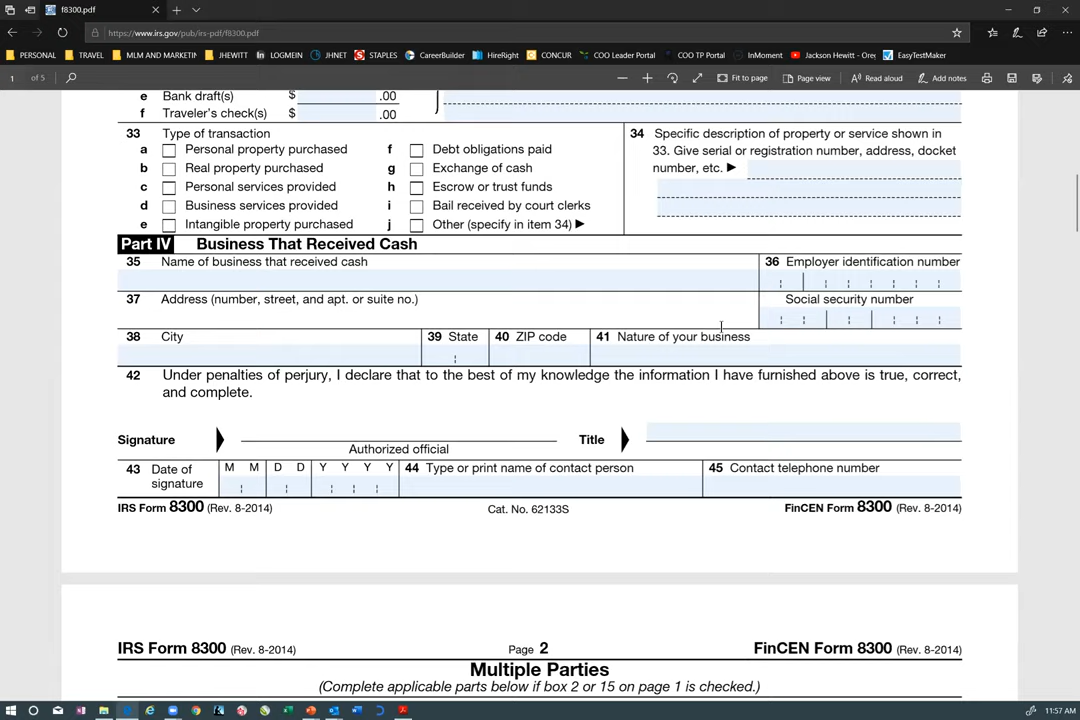 f8300.pdf
https://www.irs.gov/pub/irs-pdf/f8300.pdf
PERSONAL TRAVEL MLM AND MARKETIN JHEWITT LOGMEIN JHNET STAPLES CareerBuilder HireRight CONCUR COO Leader Portal COO TP Portal InMoment Jackson Hewitt - Ore EasyTestMaker
1 of 5 Fit to page Page view Read aloud Add notes
e Bank draft(s) $ .00
f Traveler's check(s) $ .00
33 Type of transaction
a Personal property purchased
b Real property purchased
c Personal services provided
d Business services provided
e Intangible property purchased
f Debt obligations paid
g Exchange of cash
h Escrow or trust funds
i Bail received by court clerks
j Other (specify in item 34) ▶
34 Specific description of property or service shown in
33. Give serial or registration number, address, docket
number, etc. ▶
Part IV Business That Received Cash
35 Name of business that received cash
36 Employer identification number
37 Address (number, street, and apt. or suite no.)
Social security number
38 City
39 State
40 ZIP code
41 Nature of your business
42 Under penalties of perjury, I declare that to the best of my knowledge the information I have furnished above is true, correct,
and complete.
Signature
Authorized official
Title
43 Date of
signature
M M D D Y Y Y Y
44 Type or print name of contact person
45 Contact telephone number
IRS Form 8300 (Rev. 8-2014) Cat. No. 62133S FinCEN Form 8300 (Rev. 8-2014)
IRS Form 8300 (Rev. 8-2014) Page 2 FinCEN Form 8300 (Rev. 8-2014)
Multiple Parties
(Complete applicable parts below if box 2 or 15 on page 1 is checked.)
11:57 AM